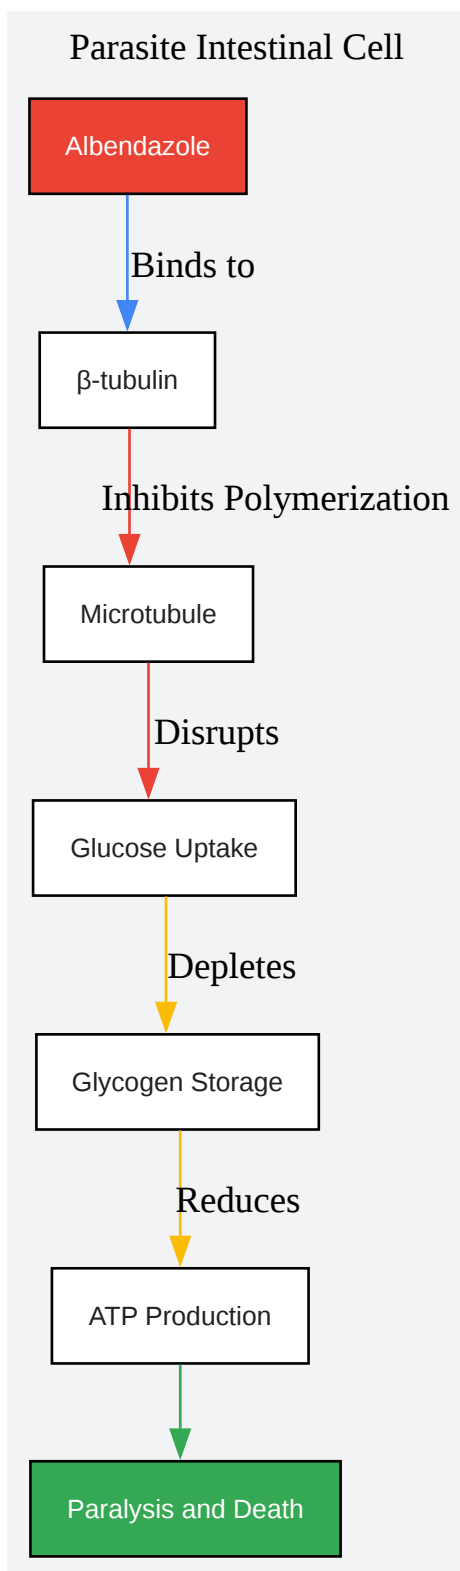 Parasite Intestinal Cell
Albendazole
Binds to
β-tubulin
Inhibits Polymerization
Microtubule
Disrupts
Glucose Uptake
Depletes
Glycogen Storage
Reduces
ATP Production
Paralysis and Death